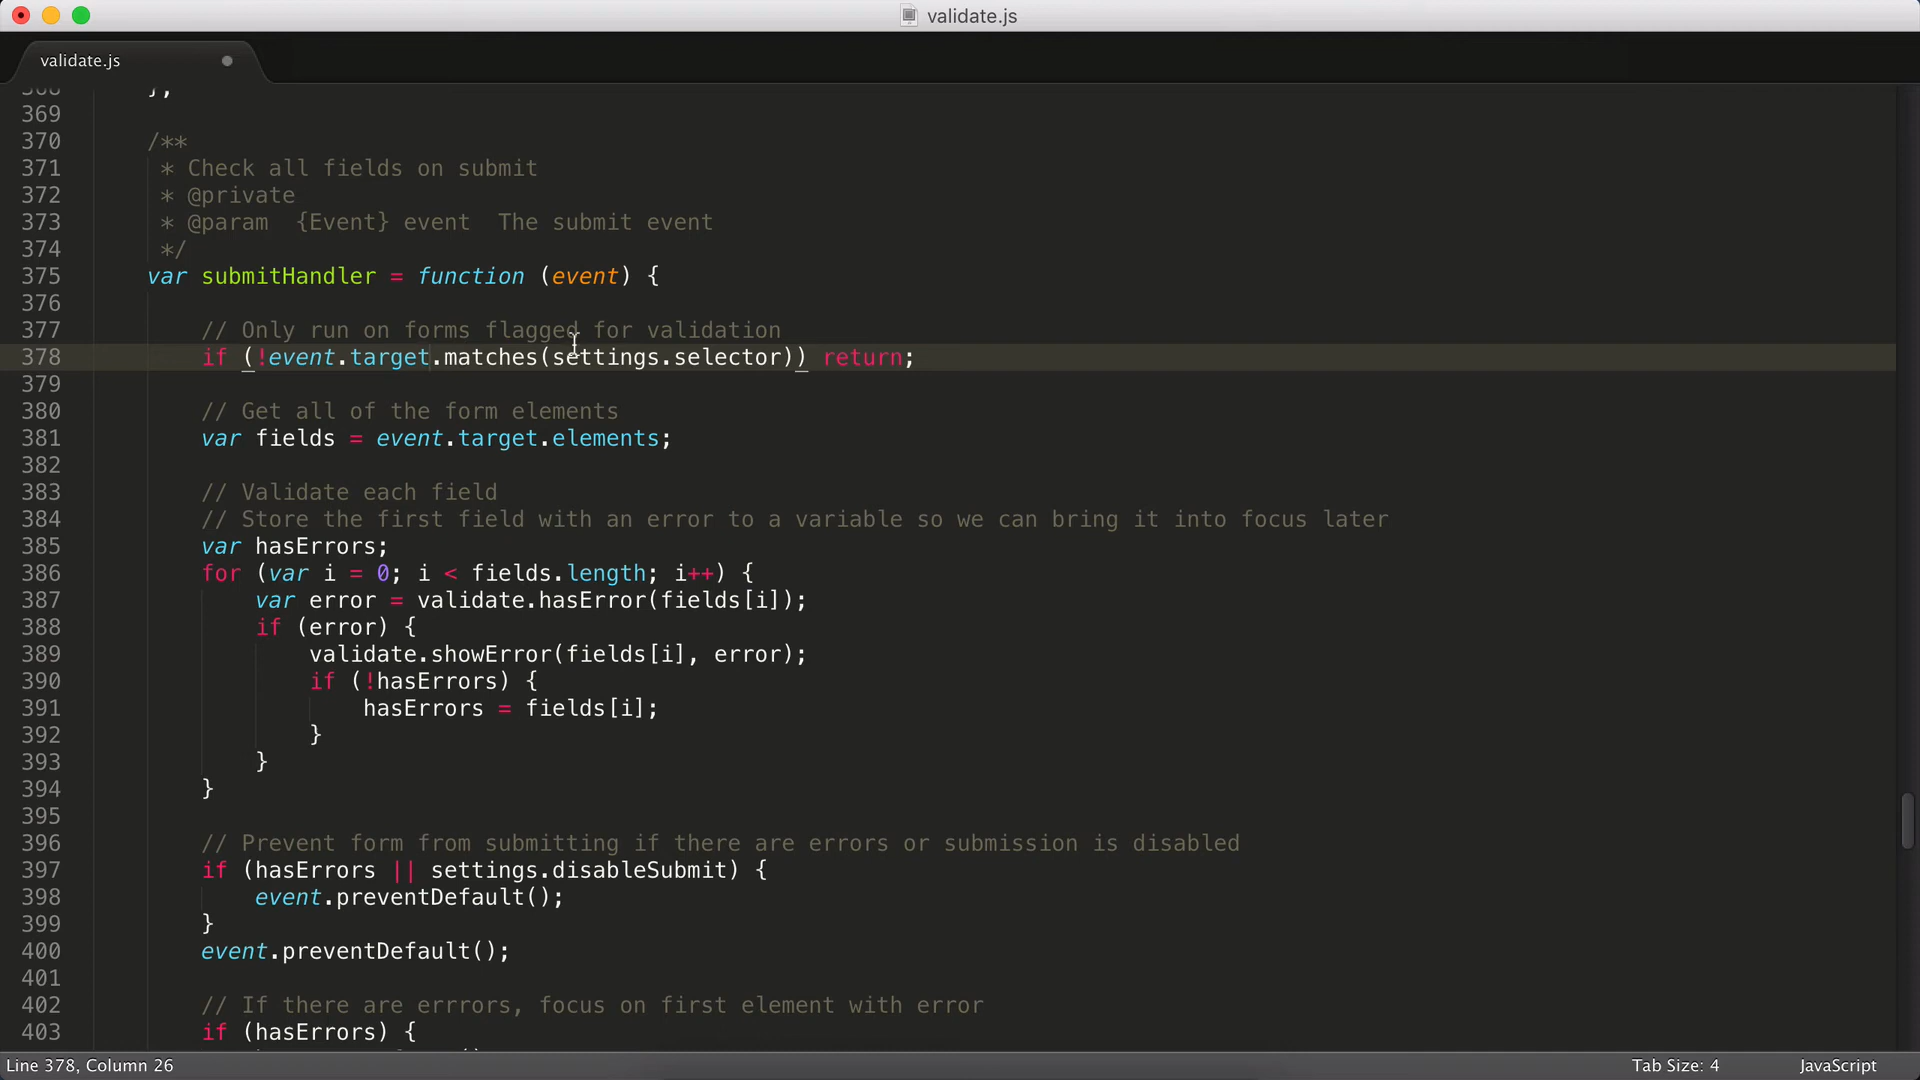 validate.js
validate.js
368     },
369
370     /**
371      * Check all fields on submit
372      * @private
373      * @param  {Event} event  The submit event
374      */
375     var submitHandler = function (event) {
376
377         // Only run on forms flagged for validation
378         if (!event.target.matches(settings.selector)) return;
379
380         // Get all of the form elements
381         var fields = event.target.elements;
382
383         // Validate each field
384         // Store the first field with an error to a variable so we can bring it into focus later
385         var hasErrors;
386         for (var i = 0; i < fields.length; i++) {
387             var error = validate.hasError(fields[i]);
388             if (error) {
389                 validate.showError(fields[i], error);
390                 if (!hasErrors) {
391                     hasErrors = fields[i];
392                 }
393             }
394         }
395
396         // Prevent form from submitting if there are errors or submission is disabled
397         if (hasErrors || settings.disableSubmit) {
398             event.preventDefault();
399         }
400         event.preventDefault();
401
402         // If there are errrors, focus on first element with error
403         if (hasErrors) {
Line 378, Column 26
Tab Size: 4
JavaScript